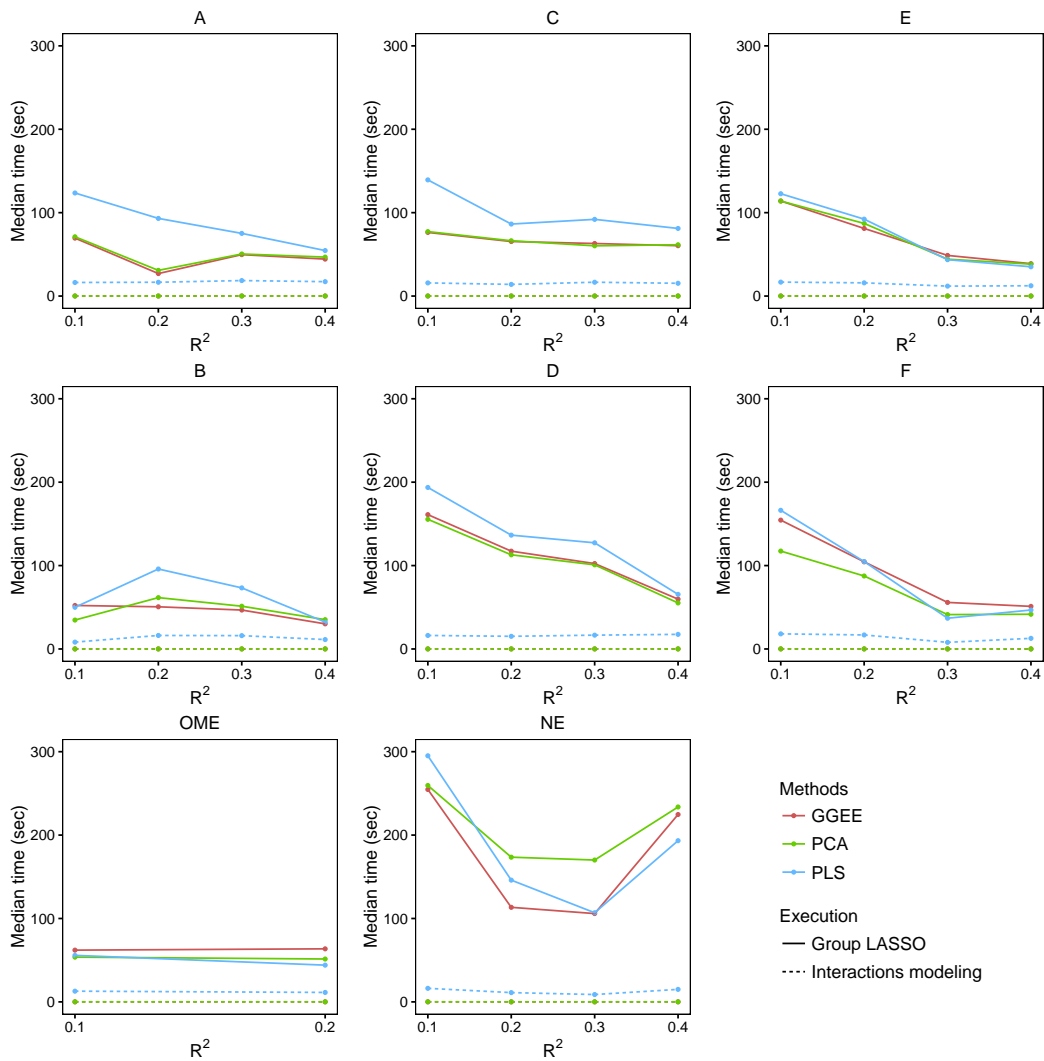 A
C
E
Median time (sec)
300
200
100
0
0.1 0.2 0.3 0.4
R²
Median time (sec)
300
200
100
0
0.1 0.2 0.3 0.4
R²
Median time (sec)
300
200
100
0
0.1 0.2 0.3 0.4
R²
B
D
F
Median time (sec)
300
200
100
0
0.1 0.2 0.3 0.4
R²
Median time (sec)
300
200
100
0
0.1 0.2 0.3 0.4
R²
Median time (sec)
300
200
100
0
0.1 0.2 0.3 0.4
R²
OME
NE
Median time (sec)
300
200
100
0
0.1 0.2
R²
Median time (sec)
300
200
100
0
0.1 0.2 0.3 0.4
R²
Methods
GGEE
PCA
PLS
Execution
Group LASSO
Interactions modeling